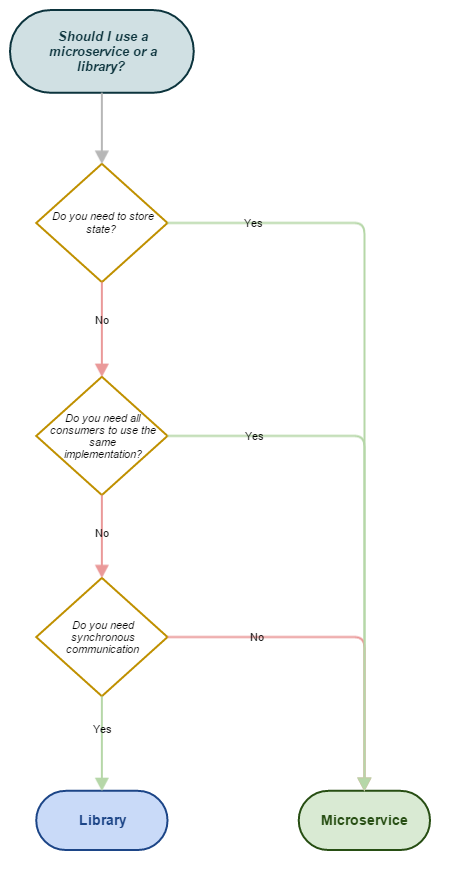 Should I use a
microservice or a
library?
Do you need to store
state?
Yes
No
Do you need all
consumers to use the
same
implementation?
Yes
No
Do you need
synchronous
communication
No
Yes
Library
Microservice